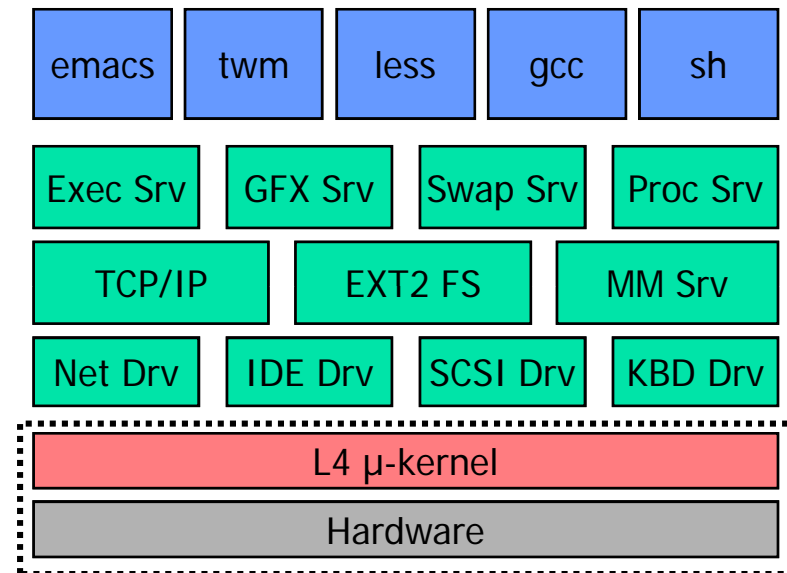 emacs twm less gcc sh
Exec Srv GFX Srv Swap Srv Proc Srv
TCP/IP EXT2 FS MM Srv
Net Drv IDE Drv SCSI Drv KBD Drv
L4 µ-kernel
Hardware